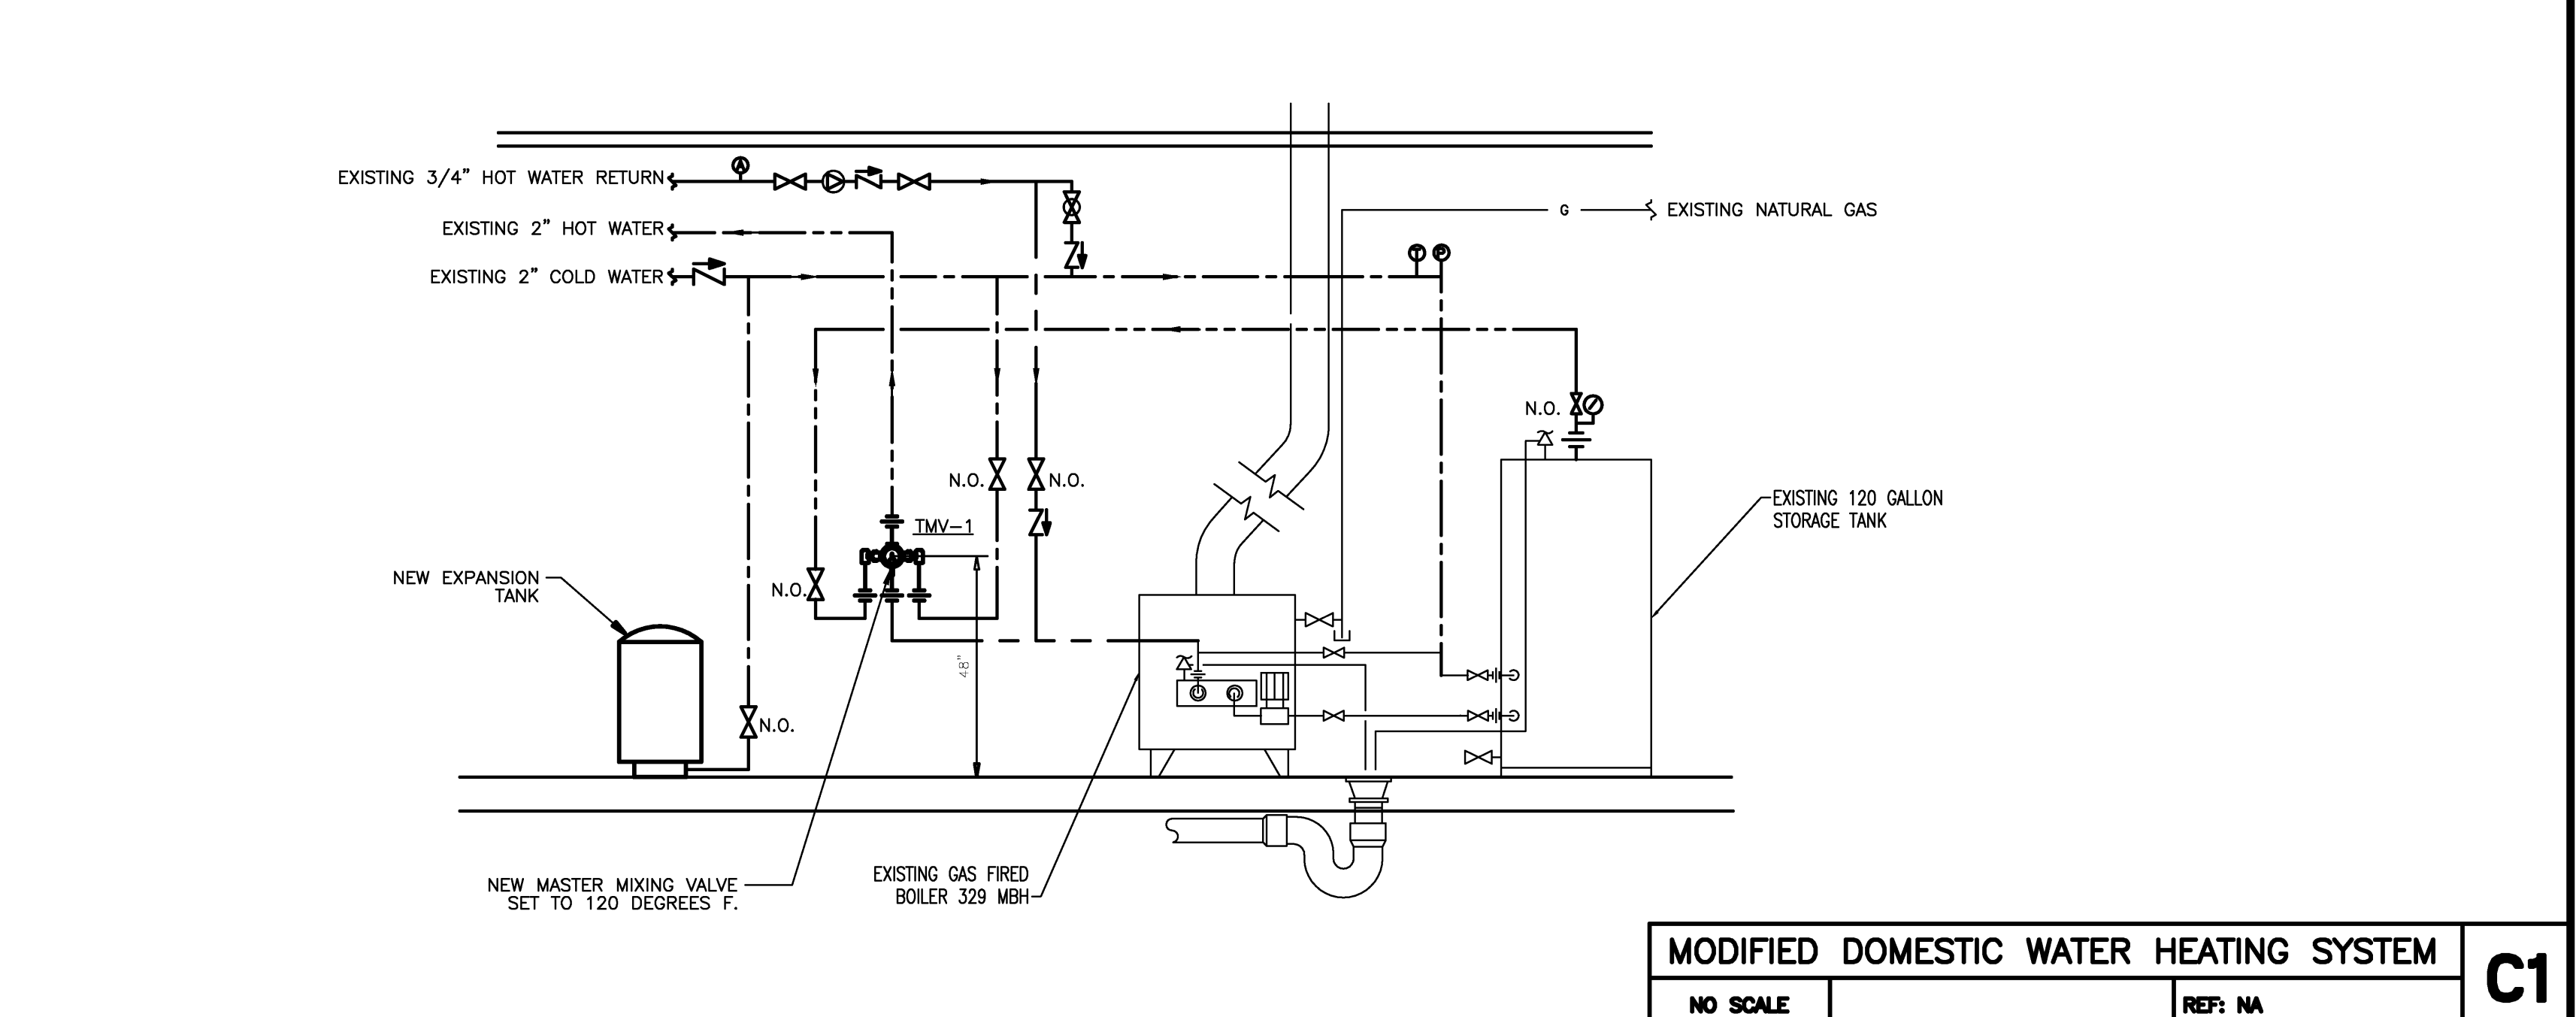 EXISTING 3/4" HOT WATER RETURN
A
EXISTING 2" HOT WATER
EXISTING 2" COLD WATER
G
EXISTING NATURAL GAS
T
P
N.O.
N.O.
N.O.
EXISTING 120 GALLON
STORAGE TANK
TMV-1
NEW EXPANSION
TANK
N.O.
48"
N.O.
EXISTING GAS FIRED
BOILER 329 MBH
NEW MASTER MIXING VALVE
SET TO 120 DEGREES F.
MODIFIED DOMESTIC WATER HEATING SYSTEM
C1
NO SCALE
REF: NA